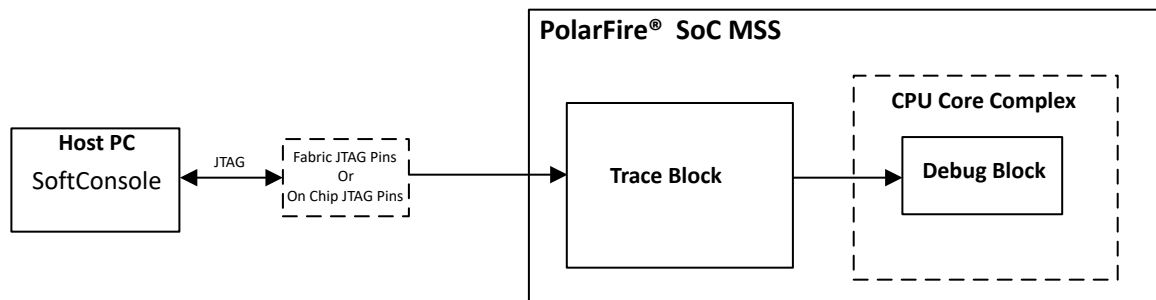 PolarFire® SoC MSS
CPU Core Complex
Host PC
SoftConsole
JTAG
Fabric JTAG Pins
Or
On Chip JTAG Pins
Trace Block
Debug Block